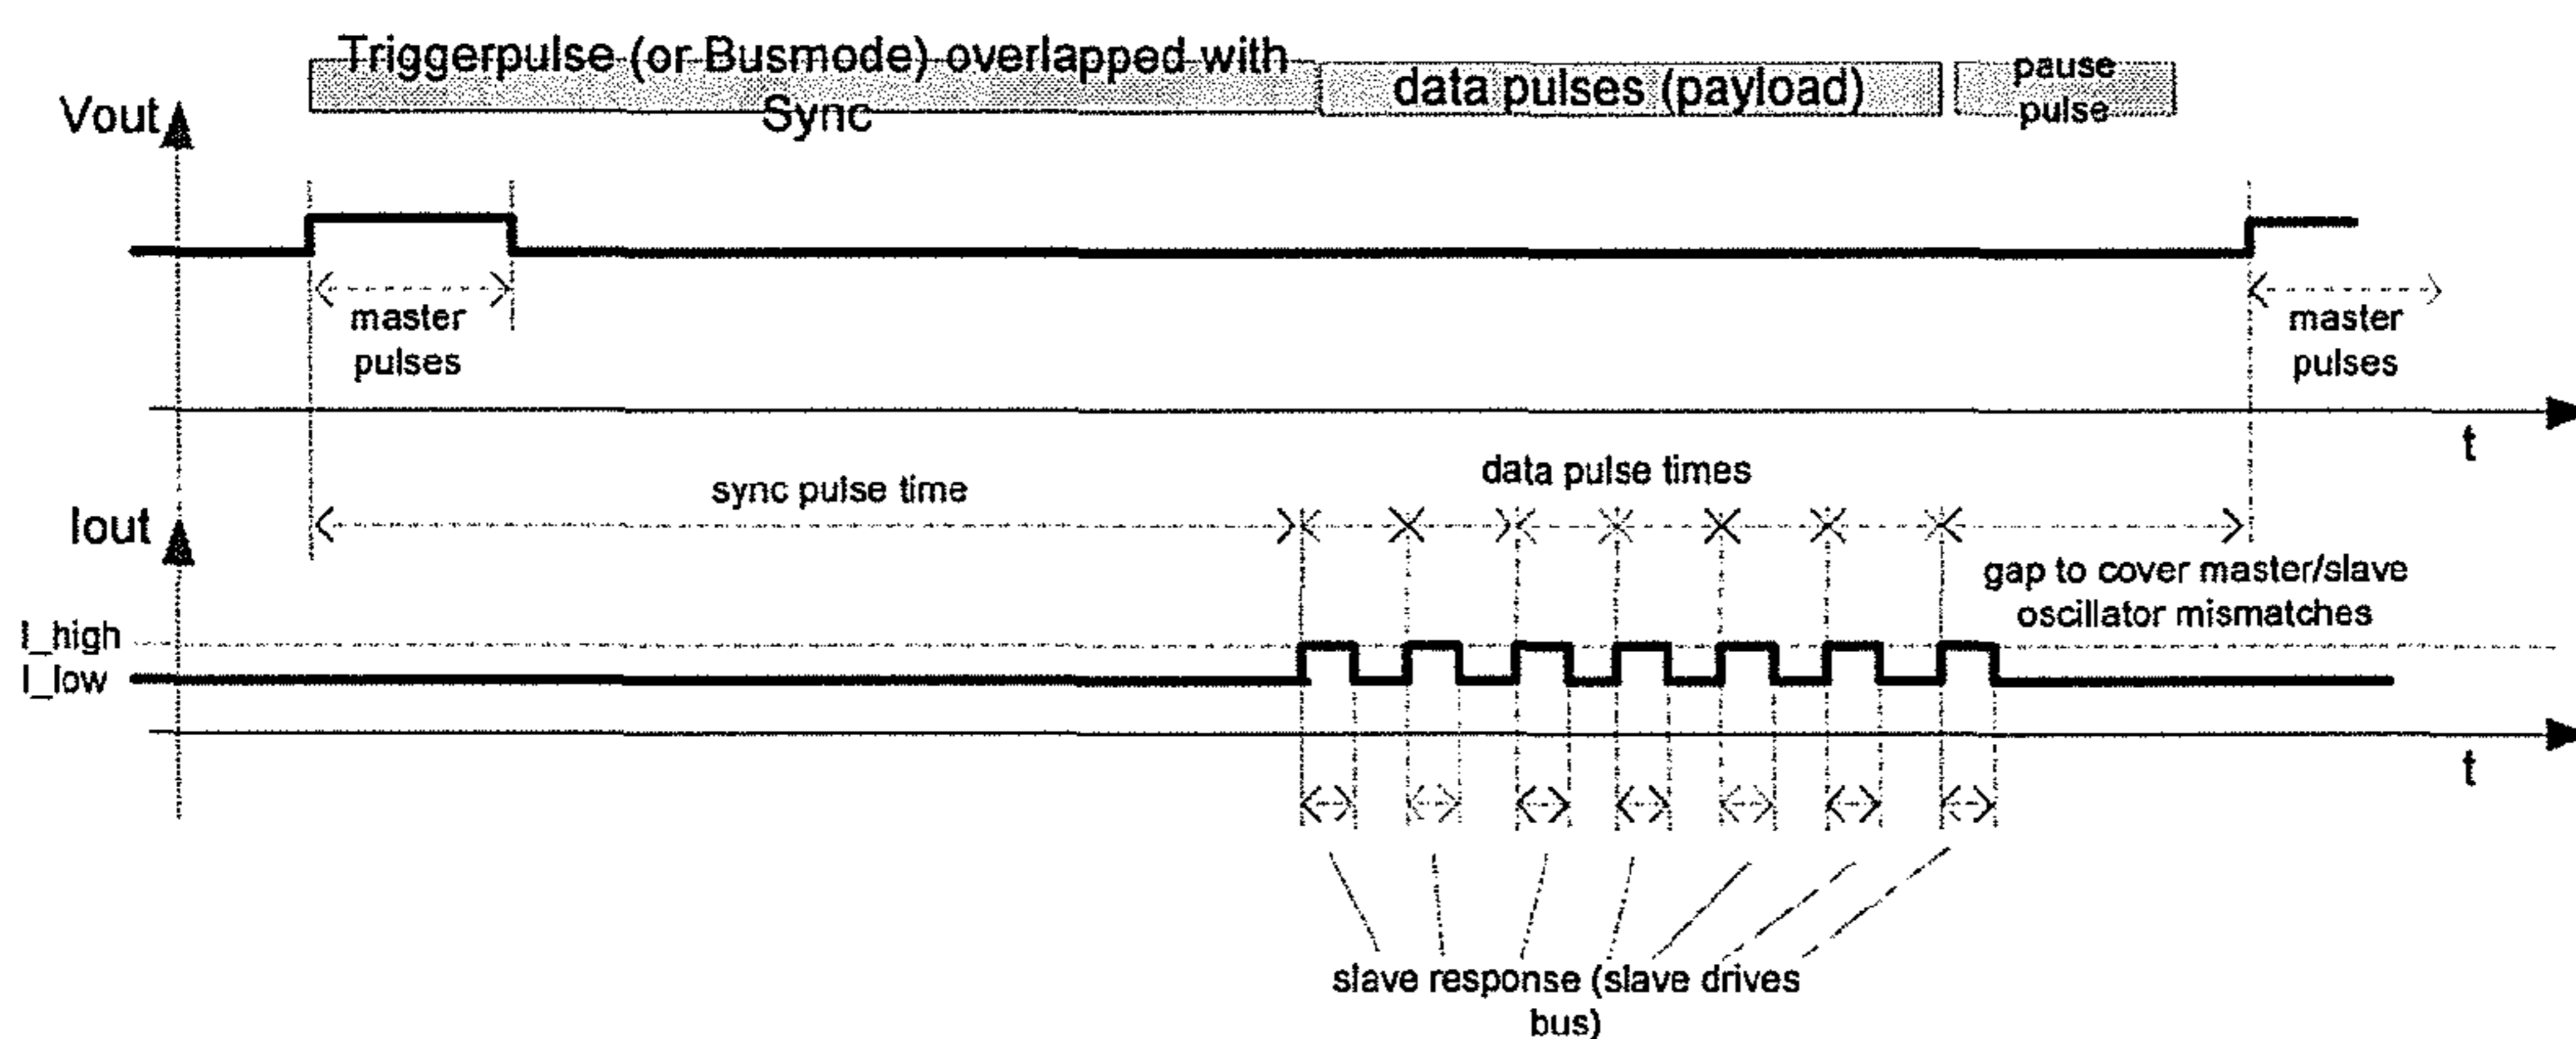 Triggerpulse (or Busmode) overlapped with
Sync
data pulses (payload)
pause
pulse
Vout
master
pulses
master
pulses
t
sync pulse time
data pulse times
Iout
gap to cover master/slave
oscillator mismatches
I_high
I_low
t
slave response (slave drives
bus)